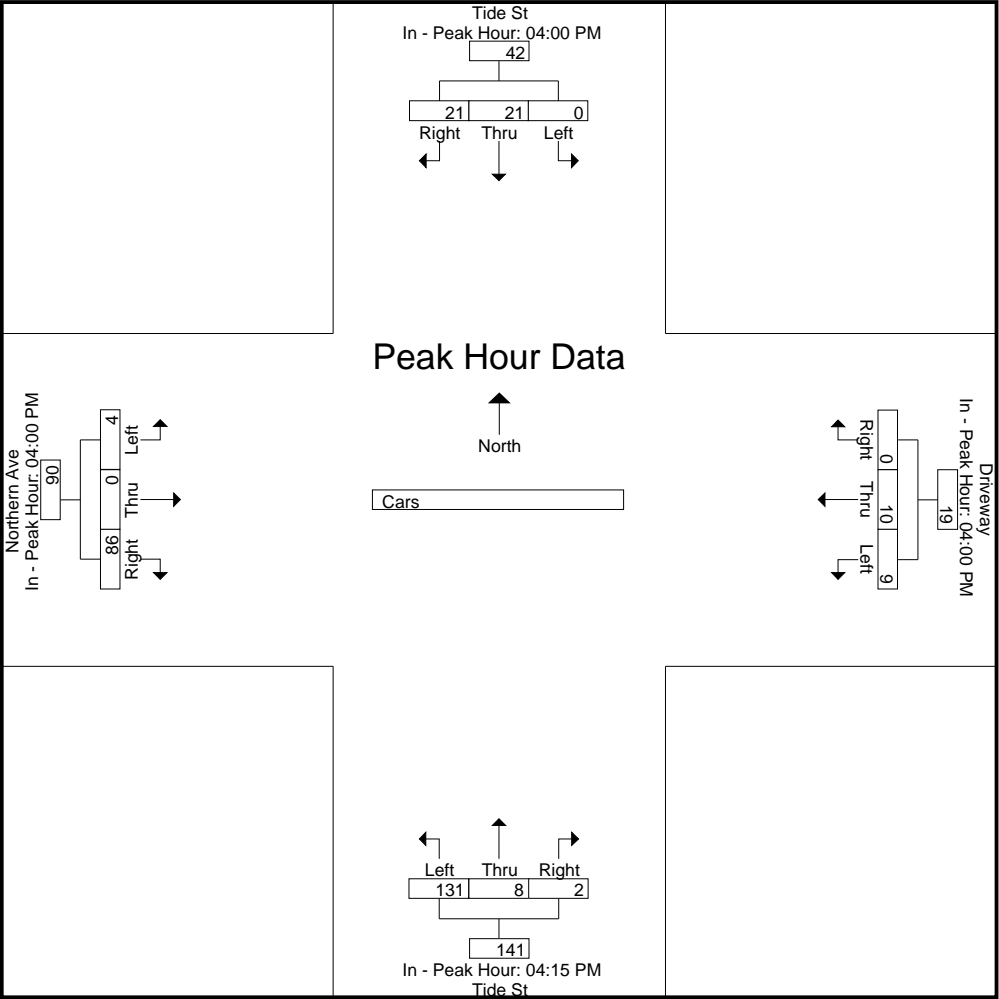 Tide St
In - Peak Hour: 04:00 PM
42
21 21 0
Right Thru Left
Peak Hour Data
North
Cars
Northern Ave
In - Peak Hour: 04:00 PM
90
4 0 86
Left Thru Right
Driveway
In - Peak Hour: 04:00 PM
19
0 10 9
Right Thru Left
Left Thru Right
131 8 2
141
In - Peak Hour: 04:15 PM
Tide St